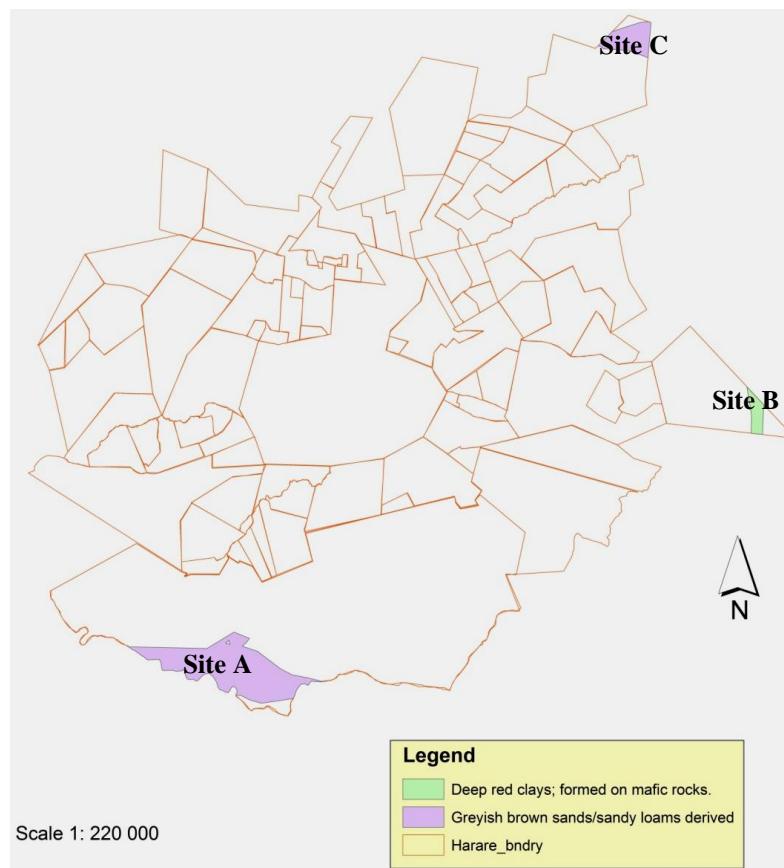 Site C
Site B
N
Site A
Legend
Deep red clays; formed on mafic rocks.
Greyish brown sands/sandy loams derived
Harare_bndry
Scale 1: 220 000